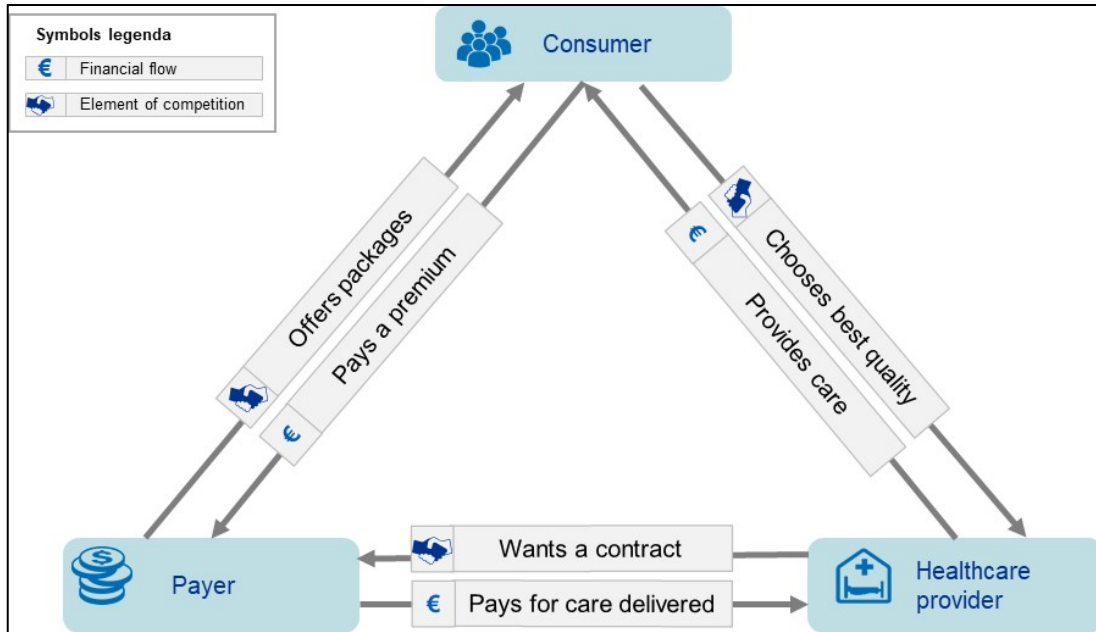 Symbols legenda
€ Financial flow
Element of competition
Consumer
Offers packages
€ Pays a premium
€ Provides care
Chooses best quality
Wants a contract
€ Pays for care delivered
$
Payer
Healthcare
provider